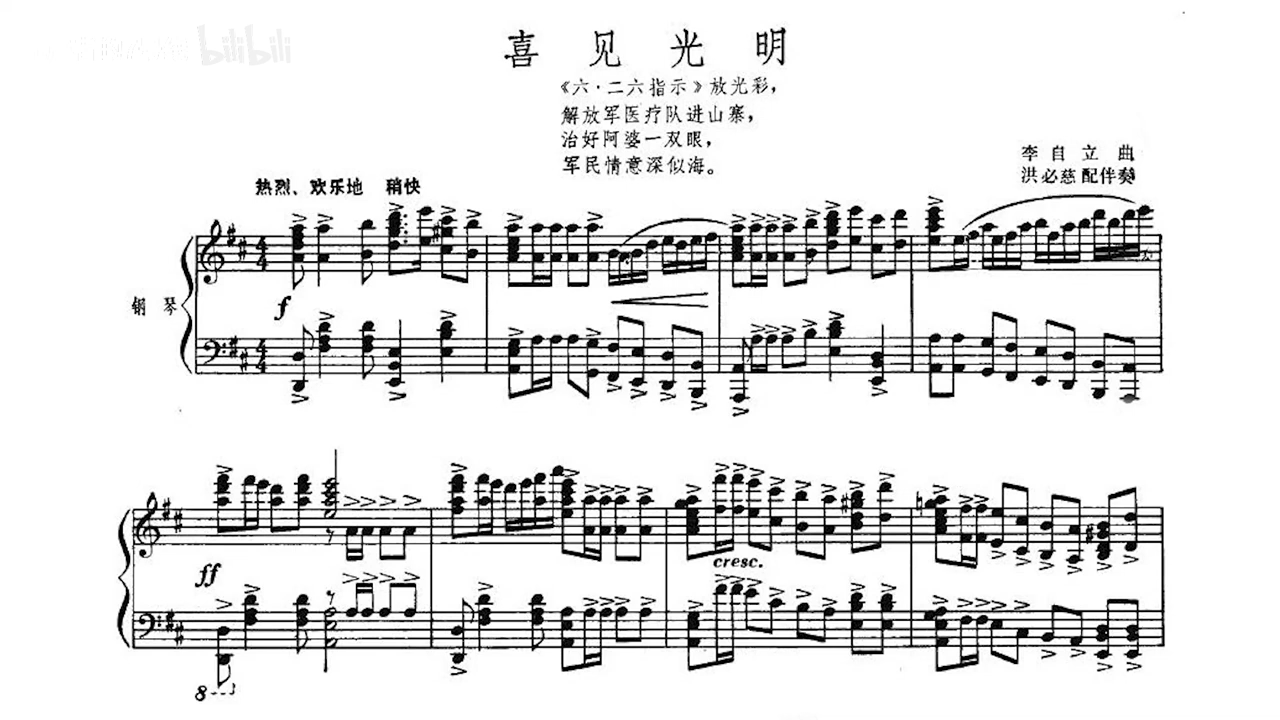 bilibili
喜见光明
《六·二六指示》放光彩，
解放军医疗队进山寨，
治好阿婆一双眼，
军民情意深似海。
李自立曲
洪必慈配伴奏
热烈、欢乐地 稍快
钢琴
f
ff
cresc.
8